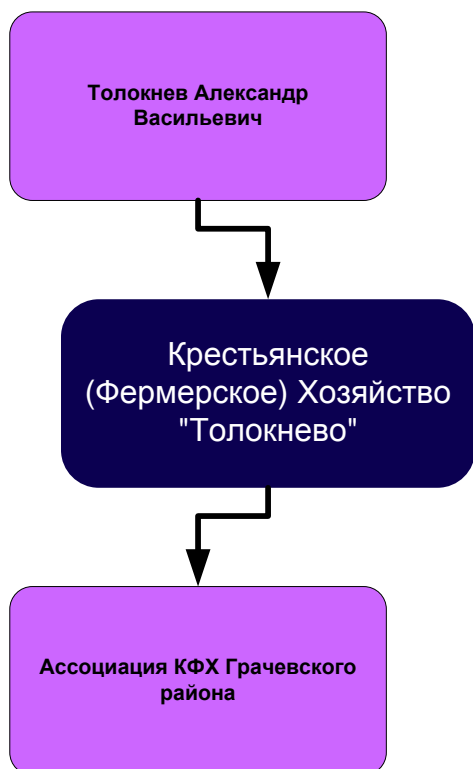 Толокнев Александр
Васильевич
Крестьянское
(Фермерское) Хозяйство
"Толокнево"
Ассоциация КФХ Грачевского
района